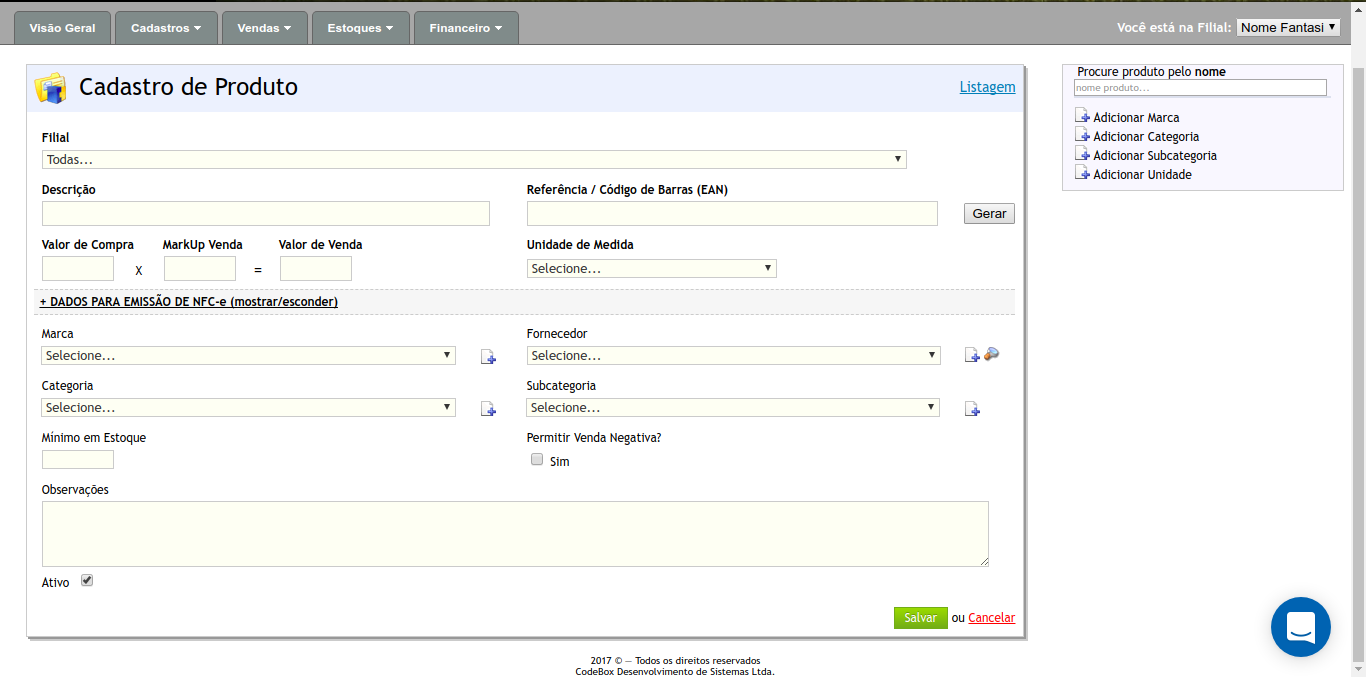 Visão Geral Cadastros Vendas Estoques Financeiro Você está na Filial: Nome Fantasi
Cadastro de Produto Listagem
Filial
Todas...
Descrição Referência / Código de Barras (EAN)
Gerar
Valor de Compra MarkUp Venda Valor de Venda Unidade de Medida
X = Selecione...
+ DADOS PARA EMISSÃO DE NFC-e (mostrar/esconder)
Marca Fornecedor
Selecione... Selecione...
Categoria Subcategoria
Selecione... Selecione...
Mínimo em Estoque Permitir Venda Negativa?
Sim
Observações
Ativo
Salvar ou Cancelar
Procure produto pelo nome
nome produto...
Adicionar Marca
Adicionar Categoria
Adicionar Subcategoria
Adicionar Unidade
2017 © — Todos os direitos reservados
CodeBox Desenvolvimento de Sistemas Ltda.